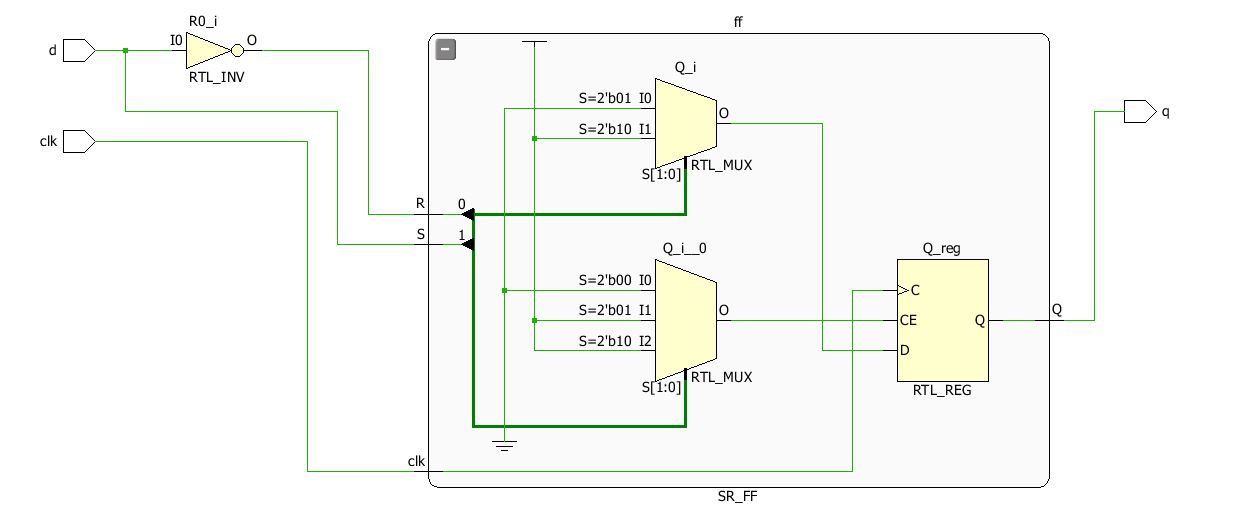 R0_i
ff
d
I0
O
RTL_INV
Q_i
S=2'b01 I0
O
S=2'b10 I1
q
clk
S[1:0]
RTL_MUX
R
0
S
1
Q_i__0
Q_reg
S=2'b00 I0
C
S=2'b01 I1
O
CE
Q
Q
S=2'b10 I2
D
S[1:0]
RTL_MUX
RTL_REG
clk
SR_FF